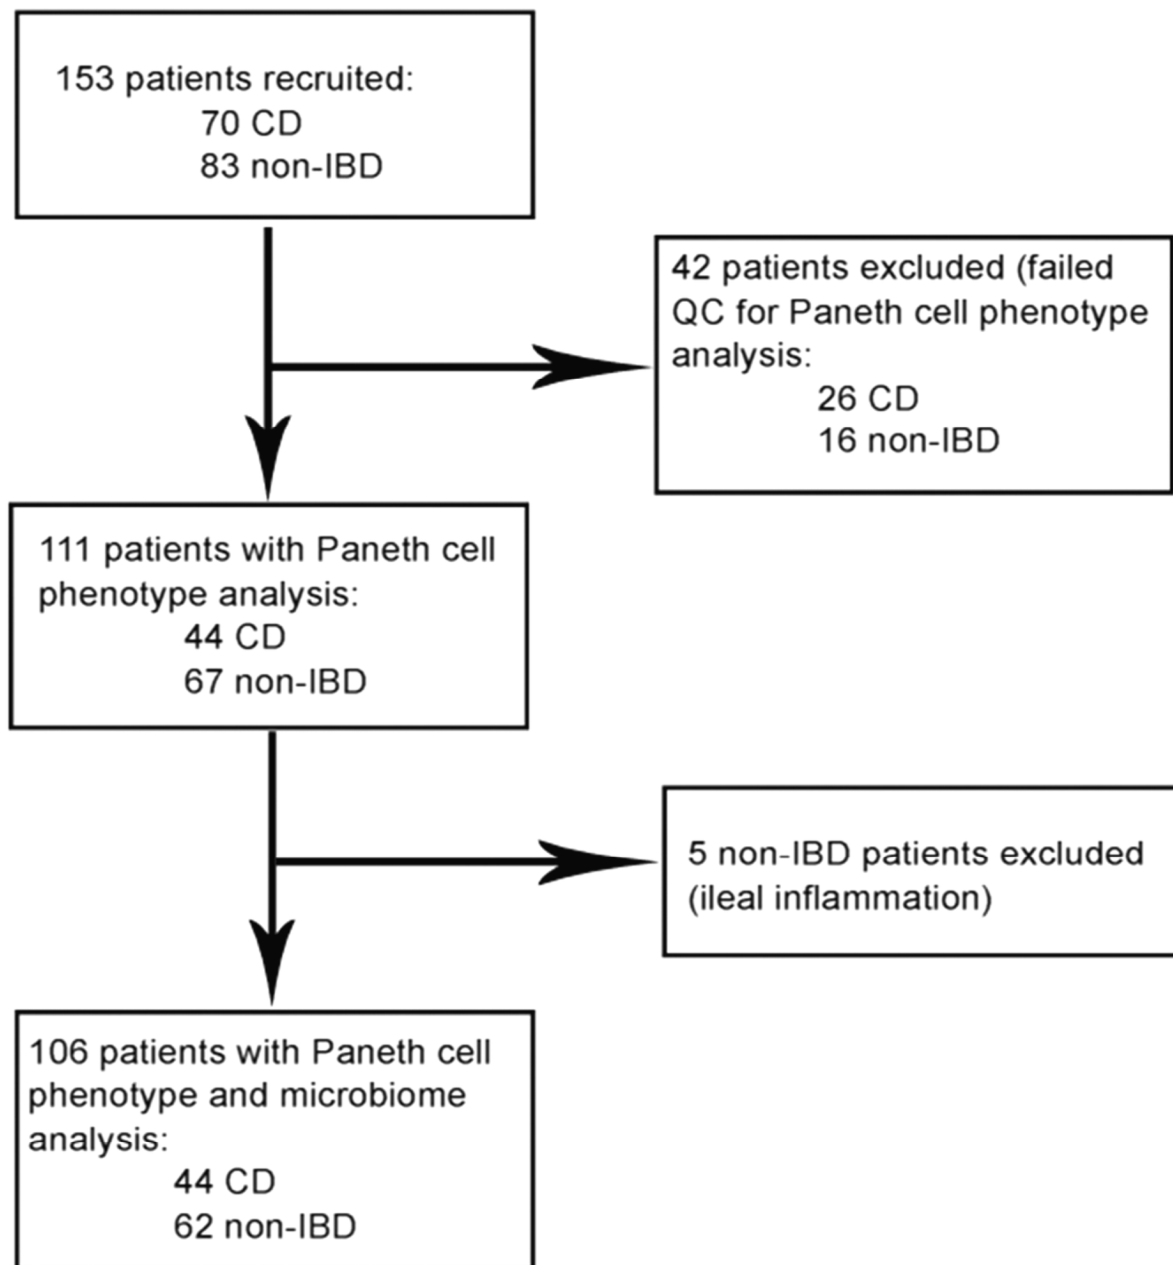 153 patients recruited:
70 CD
83 non-IBD
42 patients excluded (failed
QC for Paneth cell phenotype
analysis:
26 CD
16 non-IBD
111 patients with Paneth cell
phenotype analysis:
44 CD
67 non-IBD
5 non-IBD patients excluded
(ileal inflammation)
106 patients with Paneth cell
phenotype and microbiome
analysis:
44 CD
62 non-IBD